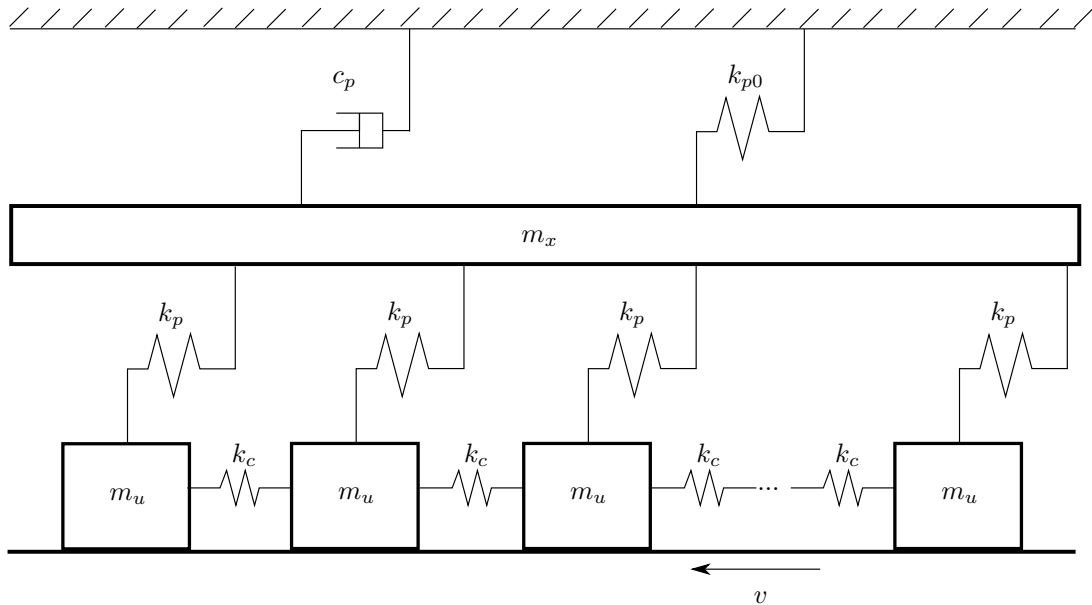 c_p
k_{p0}
m_x
k_p k_p k_p k_p
k_c k_c k_c k_c
m_u m_u m_u ... m_u
v